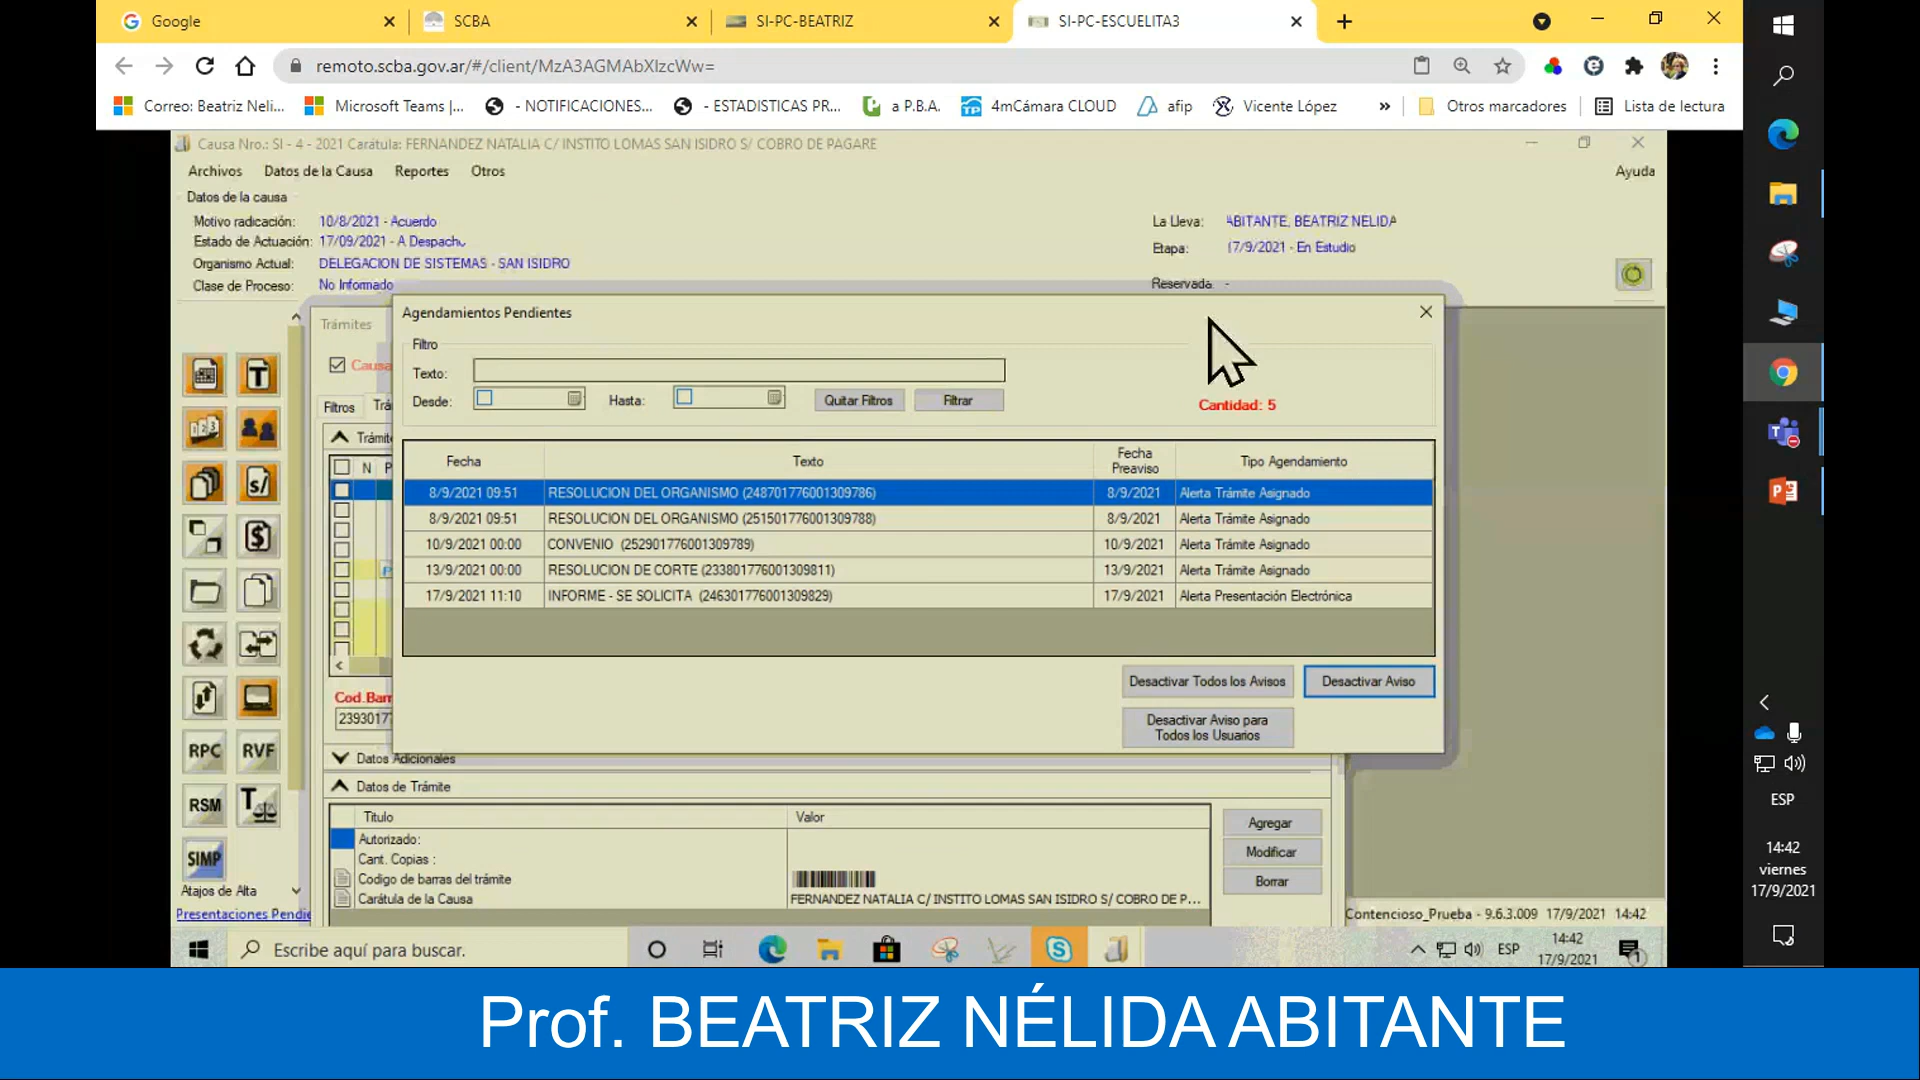 Google
SCBA
SI-PC-BEATRIZ
SI-PC-ESCUELITA3
remoto.scba.gov.ar/#/client/MzA3AGMAbXlzcWw=
Correo: Beatriz Neli...
Microsoft Teams |...
- NOTIFICACIONES...
- ESTADISTICAS PR...
a P.B.A.
4mCámara CLOUD
afip
Vicente López
»
Otros marcadores
Lista de lectura
Causa Nro.: SI - 4 - 2021 Carátula: FERNANDEZ NATALIA C/ INSTITO LOMAS SAN ISIDRO S/ COBRO DE PAGARE
Archivos Datos de la Causa Reportes Otros Ayuda
Datos de la causa
Motivo radicación: 10/8/2021 - Acuerdo
Estado de Actuación: 17/09/2021 - A Despacho
Organismo Actual: DELEGACION DE SISTEMAS - SAN ISIDRO
Clase de Proceso: No Informado
La Lleva: ABITANTE, BEATRIZ NELIDA
Etapa: 17/9/2021 - En Estudio
Reservada: -
Trámites
Causa
Filtros Trá
Trámite
N P
Agendamientos Pendientes
Filtro
Texto:
Desde: Hasta: Quitar Filtros Filtrar
Cantidad: 5
Fecha Texto Fecha Preaviso Tipo Agendamiento
8/9/2021 09:51 RESOLUCION DEL ORGANISMO (248701776001309786) 8/9/2021 Alerta Trámite Asignado
8/9/2021 09:51 RESOLUCION DEL ORGANISMO (251501776001309788) 8/9/2021 Alerta Trámite Asignado
10/9/2021 00:00 CONVENIO (252901776001309789) 10/9/2021 Alerta Trámite Asignado
13/9/2021 00:00 RESOLUCION DE CORTE (233801776001309811) 13/9/2021 Alerta Trámite Asignado
17/9/2021 11:10 INFORME - SE SOLICITA (246301776001309829) 17/9/2021 Alerta Presentación Electrónica
Desactivar Todos los Avisos Desactivar Aviso
Desactivar Aviso para
Todos los Usuarios
Cod.Barr
2393017
Datos Adicionales
Datos de Trámite
Titulo Valor
Autorizado:
Cant. Copias :
Codigo de barras del trámite
Carátula de la Causa FERNANDEZ NATALIA C/ INSTITO LOMAS SAN ISIDRO S/ COBRO DE P...
Agregar
Modificar
Borrar
T
s/
$
RPC RVF
RSM T
SIMP
Atajos de Alta
Presentaciones Pendie
Contencioso_Prueba - 9.6.3.009 17/9/2021 14:42
Escribe aquí para buscar.
ESP
14:42
17/9/2021
1
ESP
14:42
viernes
17/9/2021
Prof. BEATRIZ NÉLIDA ABITANTE